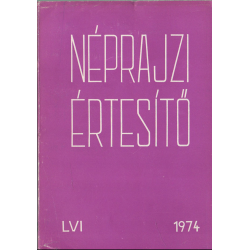 NÉPRAJZI
ÉRTESÍTŐ
LVI 1974